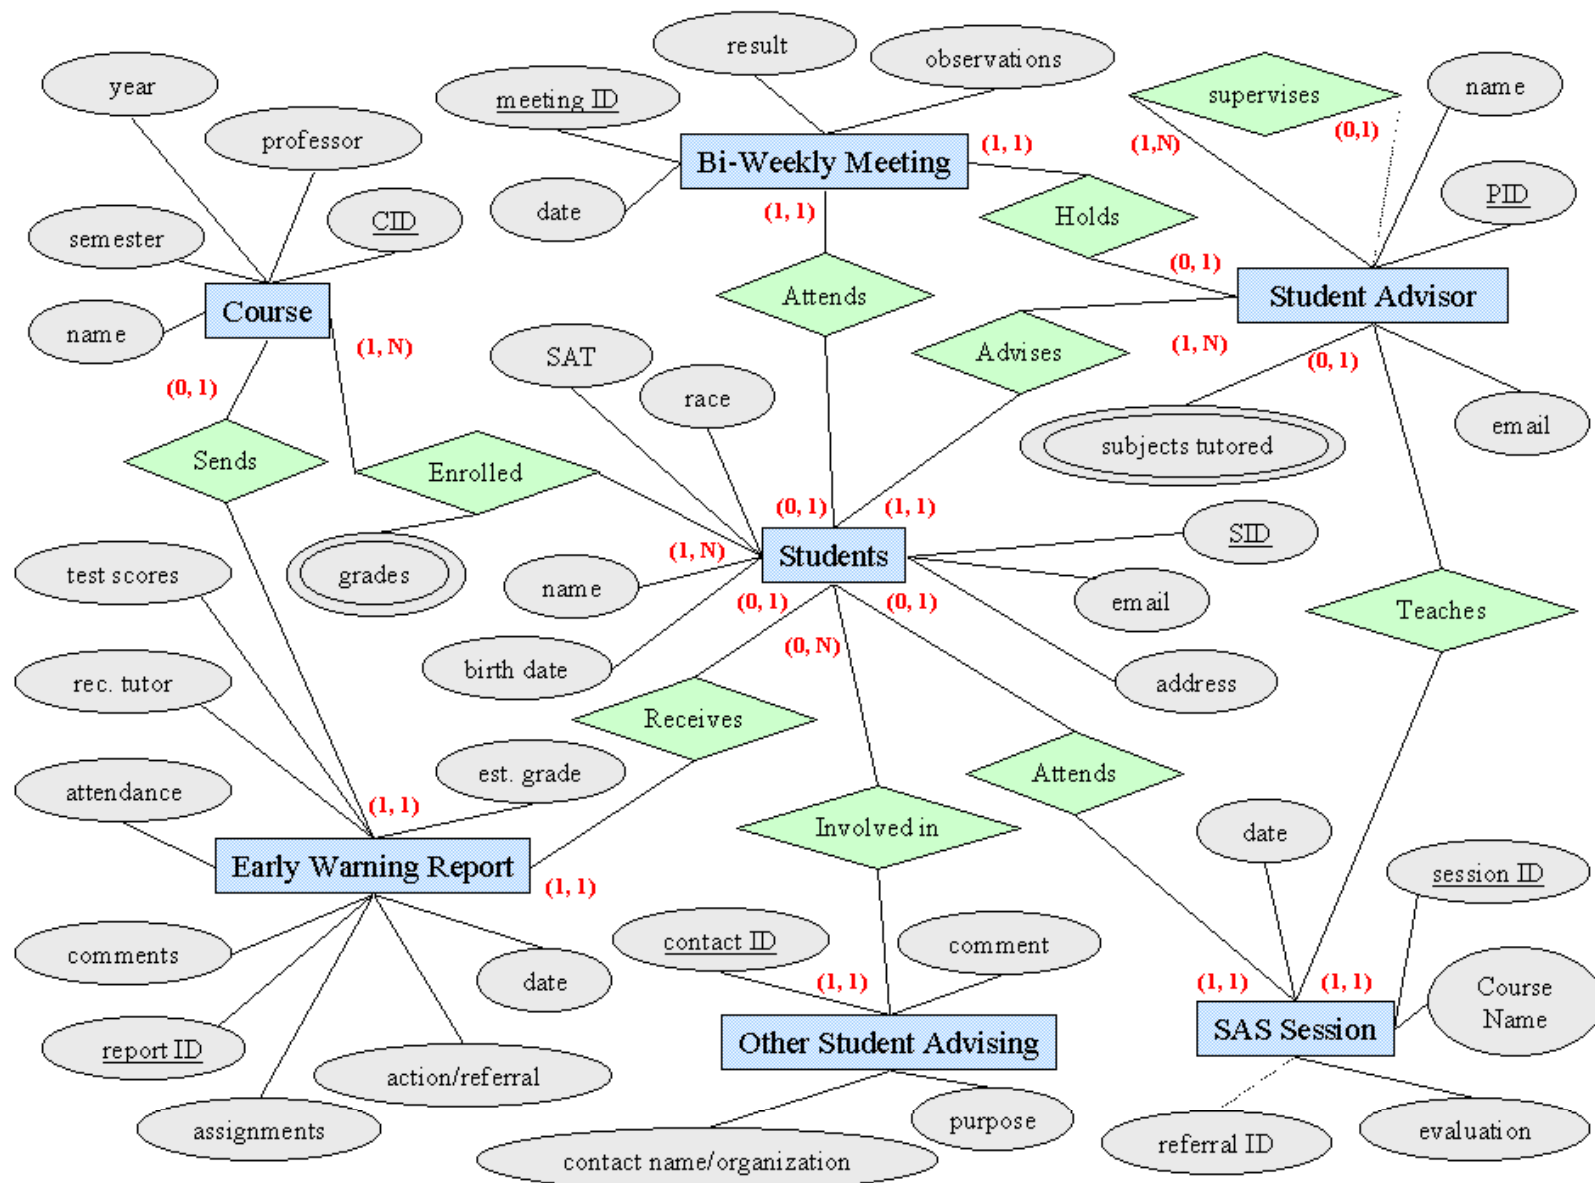 result
observations
year
name
supervises
meeting ID
(0,1)
professor
(1,N)
(1, 1)
Bi-Weekly Meeting
PID
date
(1, 1)
Holds
CID
semester
(0, 1)
Attends
Student Advisor
Course
name
(1, N)
SAT
Advises
(1, N)
(0, 1)
(0, 1)
race
email
subjects tutored
Sends
Enrolled
(0, 1)
(1, 1)
SID
(1, N)
Students
test scores
grades
name
(0, 1)
(0, 1)
email
Teaches
(0, N)
birth date
rec. tutor
address
Receives
est. grade
Attends
attendance
(1, 1)
Involved in
date
Early Warning Report
(1, 1)
session ID
contact ID
comment
comments
date
(1, 1)
(1, 1)
(1, 1)
Course
Name
SAS Session
Other Student Advising
report ID
action/referral
purpose
assignments
evaluation
referral ID
contact name/organization